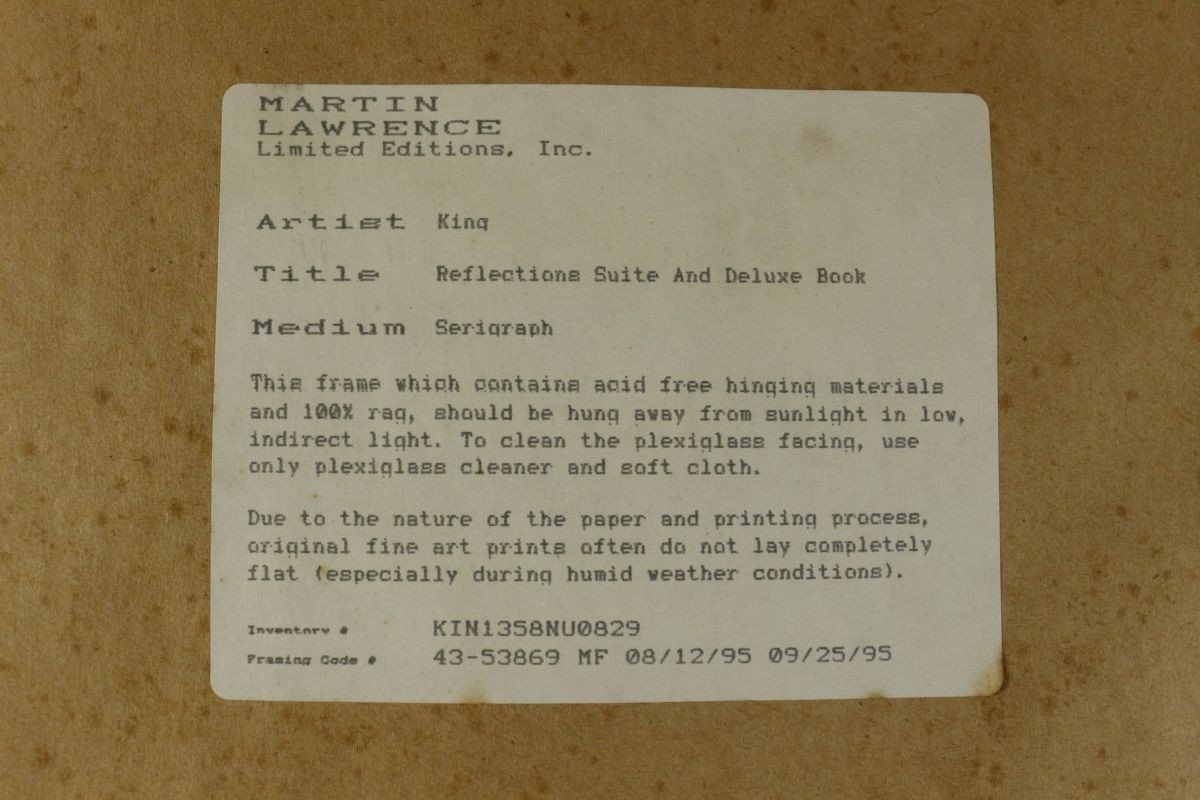 MARTIN
LAWRENCE
Limited Editions, Inc.
Artist King
Title Reflections Suite And Deluxe Book
Medium Serigraph
This frame which contains acid free hinging materials
and 100% rag, should be hung away from sunlight in low,
indirect light. To clean the plexiglass facing, use
only plexiglass cleaner and soft cloth.
Due to the nature of the paper and printing process,
original fine art prints often do not lay completely
flat (especially during humid weather conditions).
Inventory # KIN1358NU0829
Framing Code # 43-53869 MF 08/12/95 09/25/95